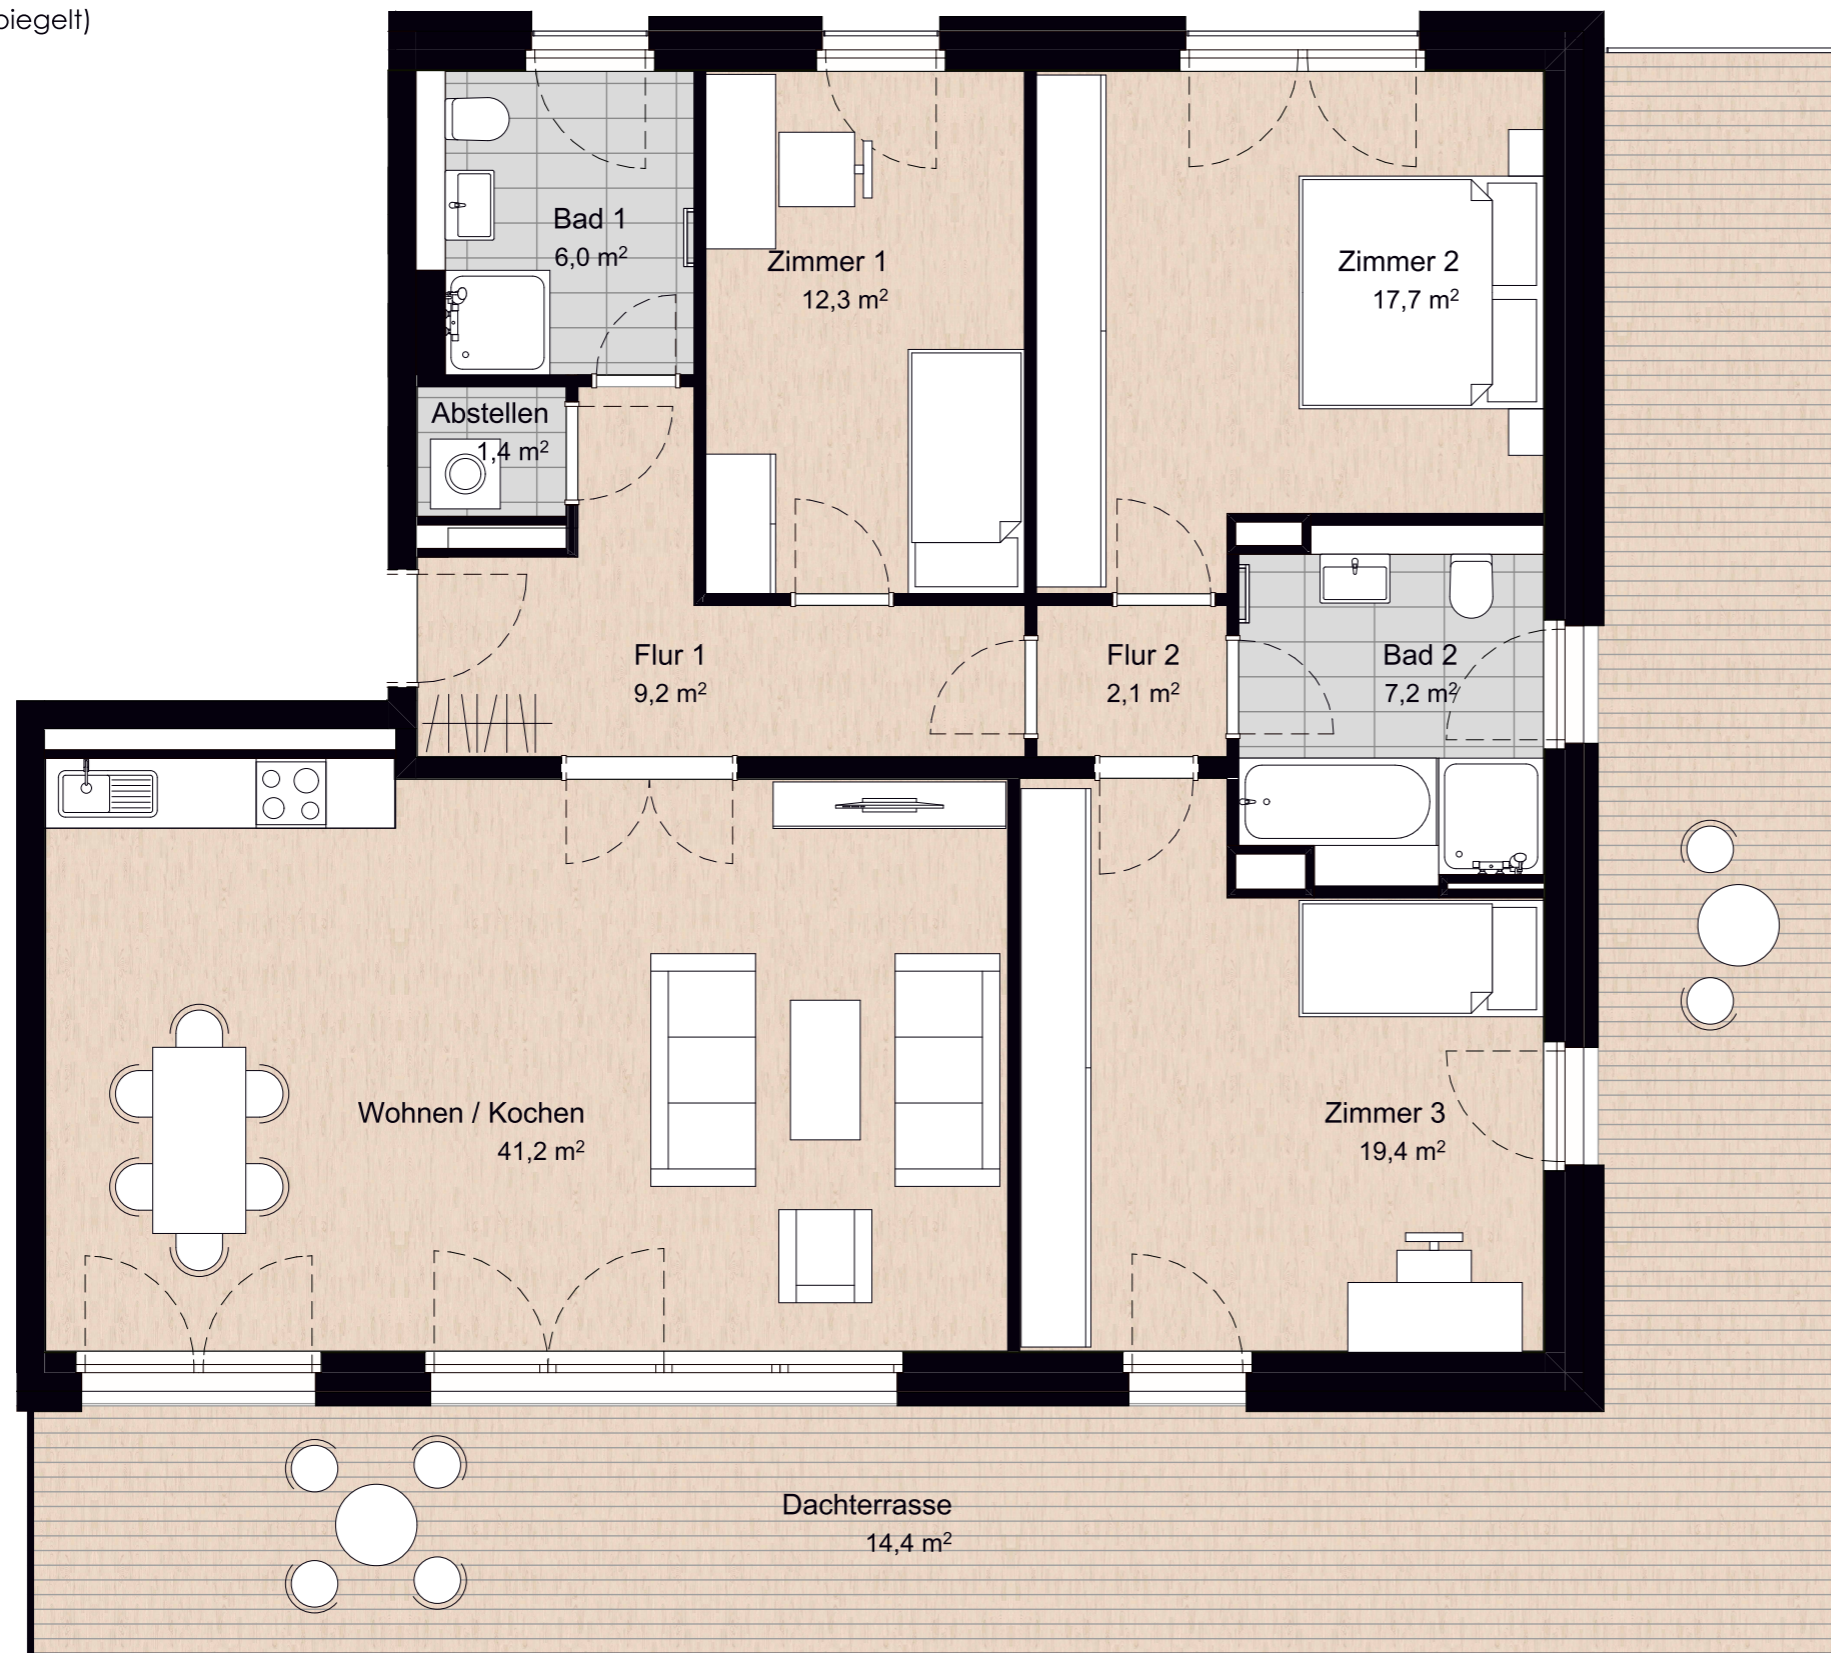 piegelt)
Bad 1
6,0 m²
Zimmer 1
12,3 m²
Zimmer 2
17,7 m²
Abstellen
1,4 m²
Flur 1
9,2 m²
Flur 2
2,1 m²
Bad 2
7,2 m²
Wohnen / Kochen
41,2 m²
Zimmer 3
19,4 m²
Dachterrasse
14,4 m²